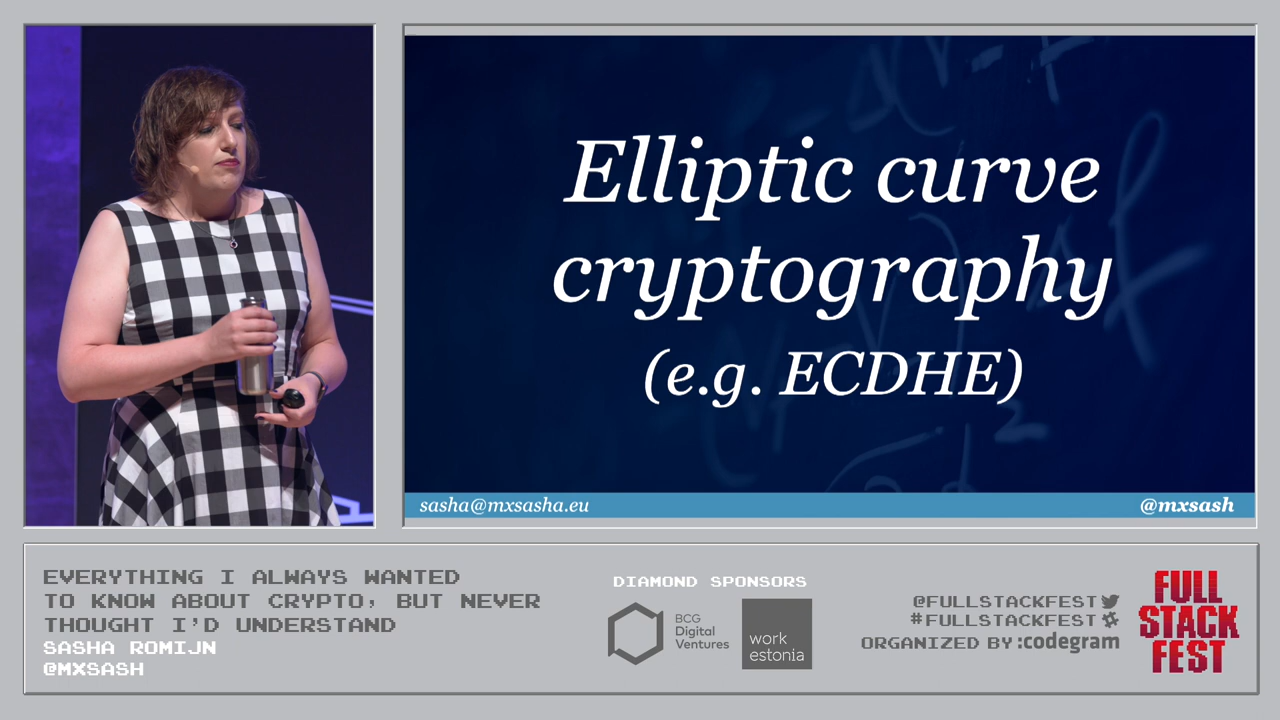 Elliptic curve
cryptography
(e.g. ECDHE)
sasha@mxsasha.eu
@mxsash
EVERYTHING I ALWAYS WANTED
TO KNOW ABOUT CRYPTO, BUT NEVER
THOUGHT I'D UNDERSTAND
SASHA ROMIJN
@MXSASH
DIAMOND SPONSORS
BCG
Digital
Ventures
work
estonia
@FULLSTACKFEST
#FULLSTACKFEST
ORGANIZED BY :codegram
FULL
STACK
FEST